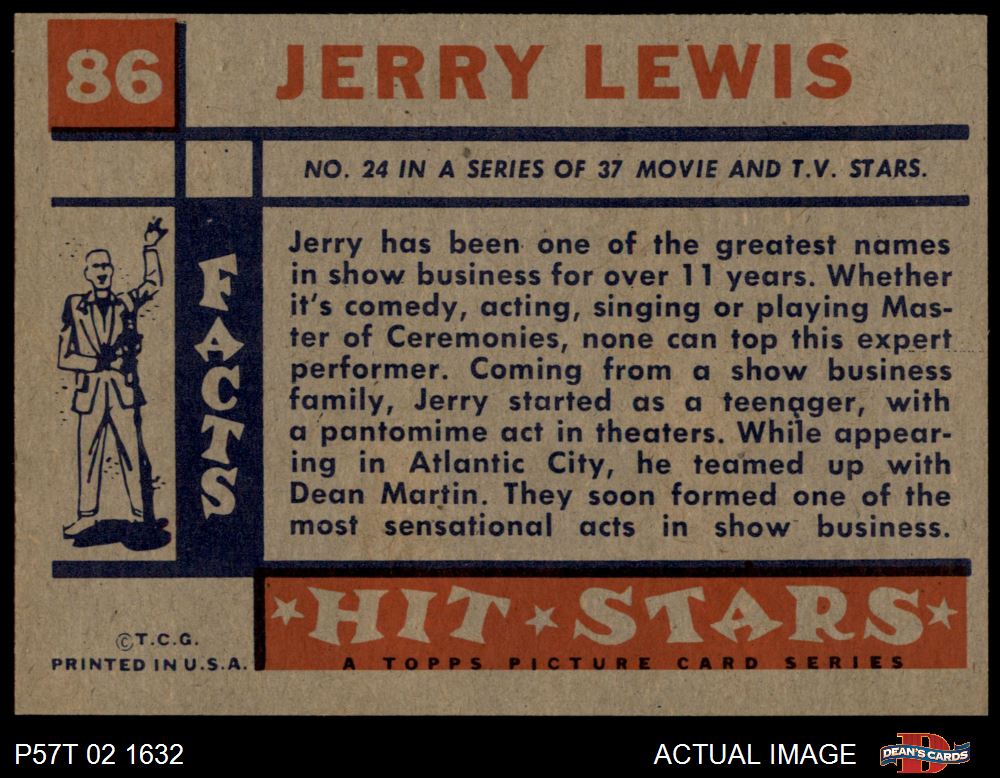 86
JERRY LEWIS
NO. 24 IN A SERIES OF 37 MOVIE AND T.V. STARS.
FACTS
Jerry has been one of the greatest names
in show business for over 11 years. Whether
it's comedy, acting, singing or playing Mas-
ter of Ceremonies, none can top this expert
performer. Coming from a show business
family, Jerry started as a teenager, with
a pantomime act in theaters. While appear-
ing in Atlantic City, he teamed up with
Dean Martin. They soon formed one of the
most sensational acts in show business.
HIT STARS
A TOPPS PICTURE CARD SERIES
©T.C.G.
PRINTED IN U.S.A.
P57T 02 1632
ACTUAL IMAGE
D
DEAN'S CARDS